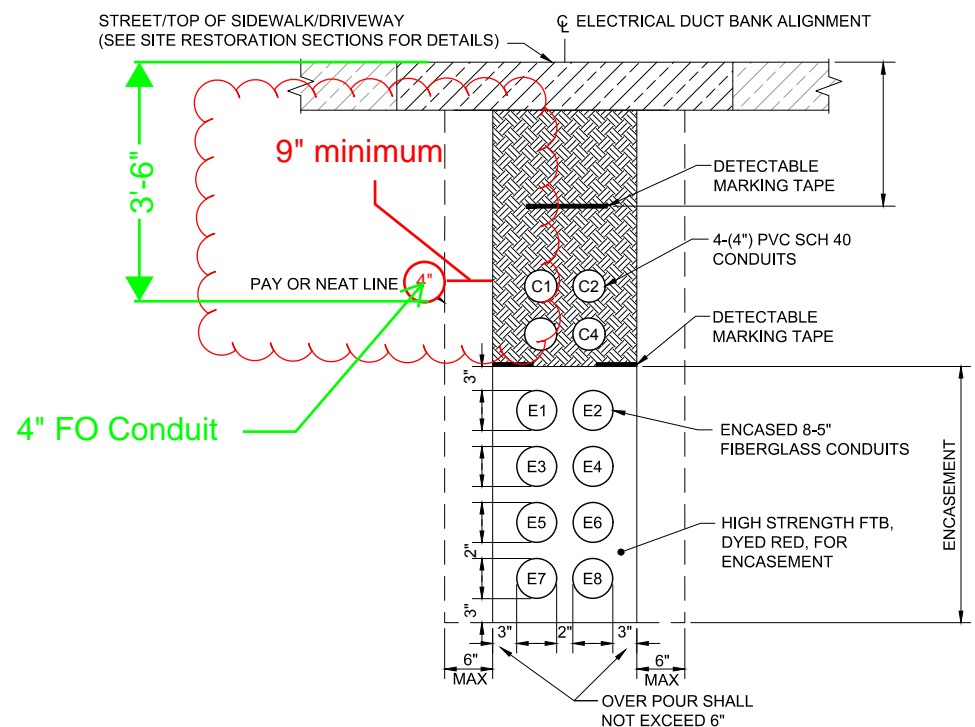 STREET/TOP OF SIDEWALK/DRIVEWAY
(SEE SITE RESTORATION SECTIONS FOR DETAILS)
℄ ELECTRICAL DUCT BANK ALIGNMENT
3'-6"
9" minimum
DETECTABLE
MARKING TAPE
4-(4") PVC SCH 40
CONDUITS
PAY OR NEAT LINE
4"
C1
C2
C4
DETECTABLE
MARKING TAPE
4" FO Conduit
3"
E1
E2
ENCASED 8-5"
FIBERGLASS CONDUITS
E3
E4
E5
E6
HIGH STRENGTH FTB,
DYED RED, FOR
ENCASEMENT
ENCASEMENT
2"
E7
E8
3"
3"
2"
3"
6"
MAX
6"
MAX
OVER POUR SHALL
NOT EXCEED 6"